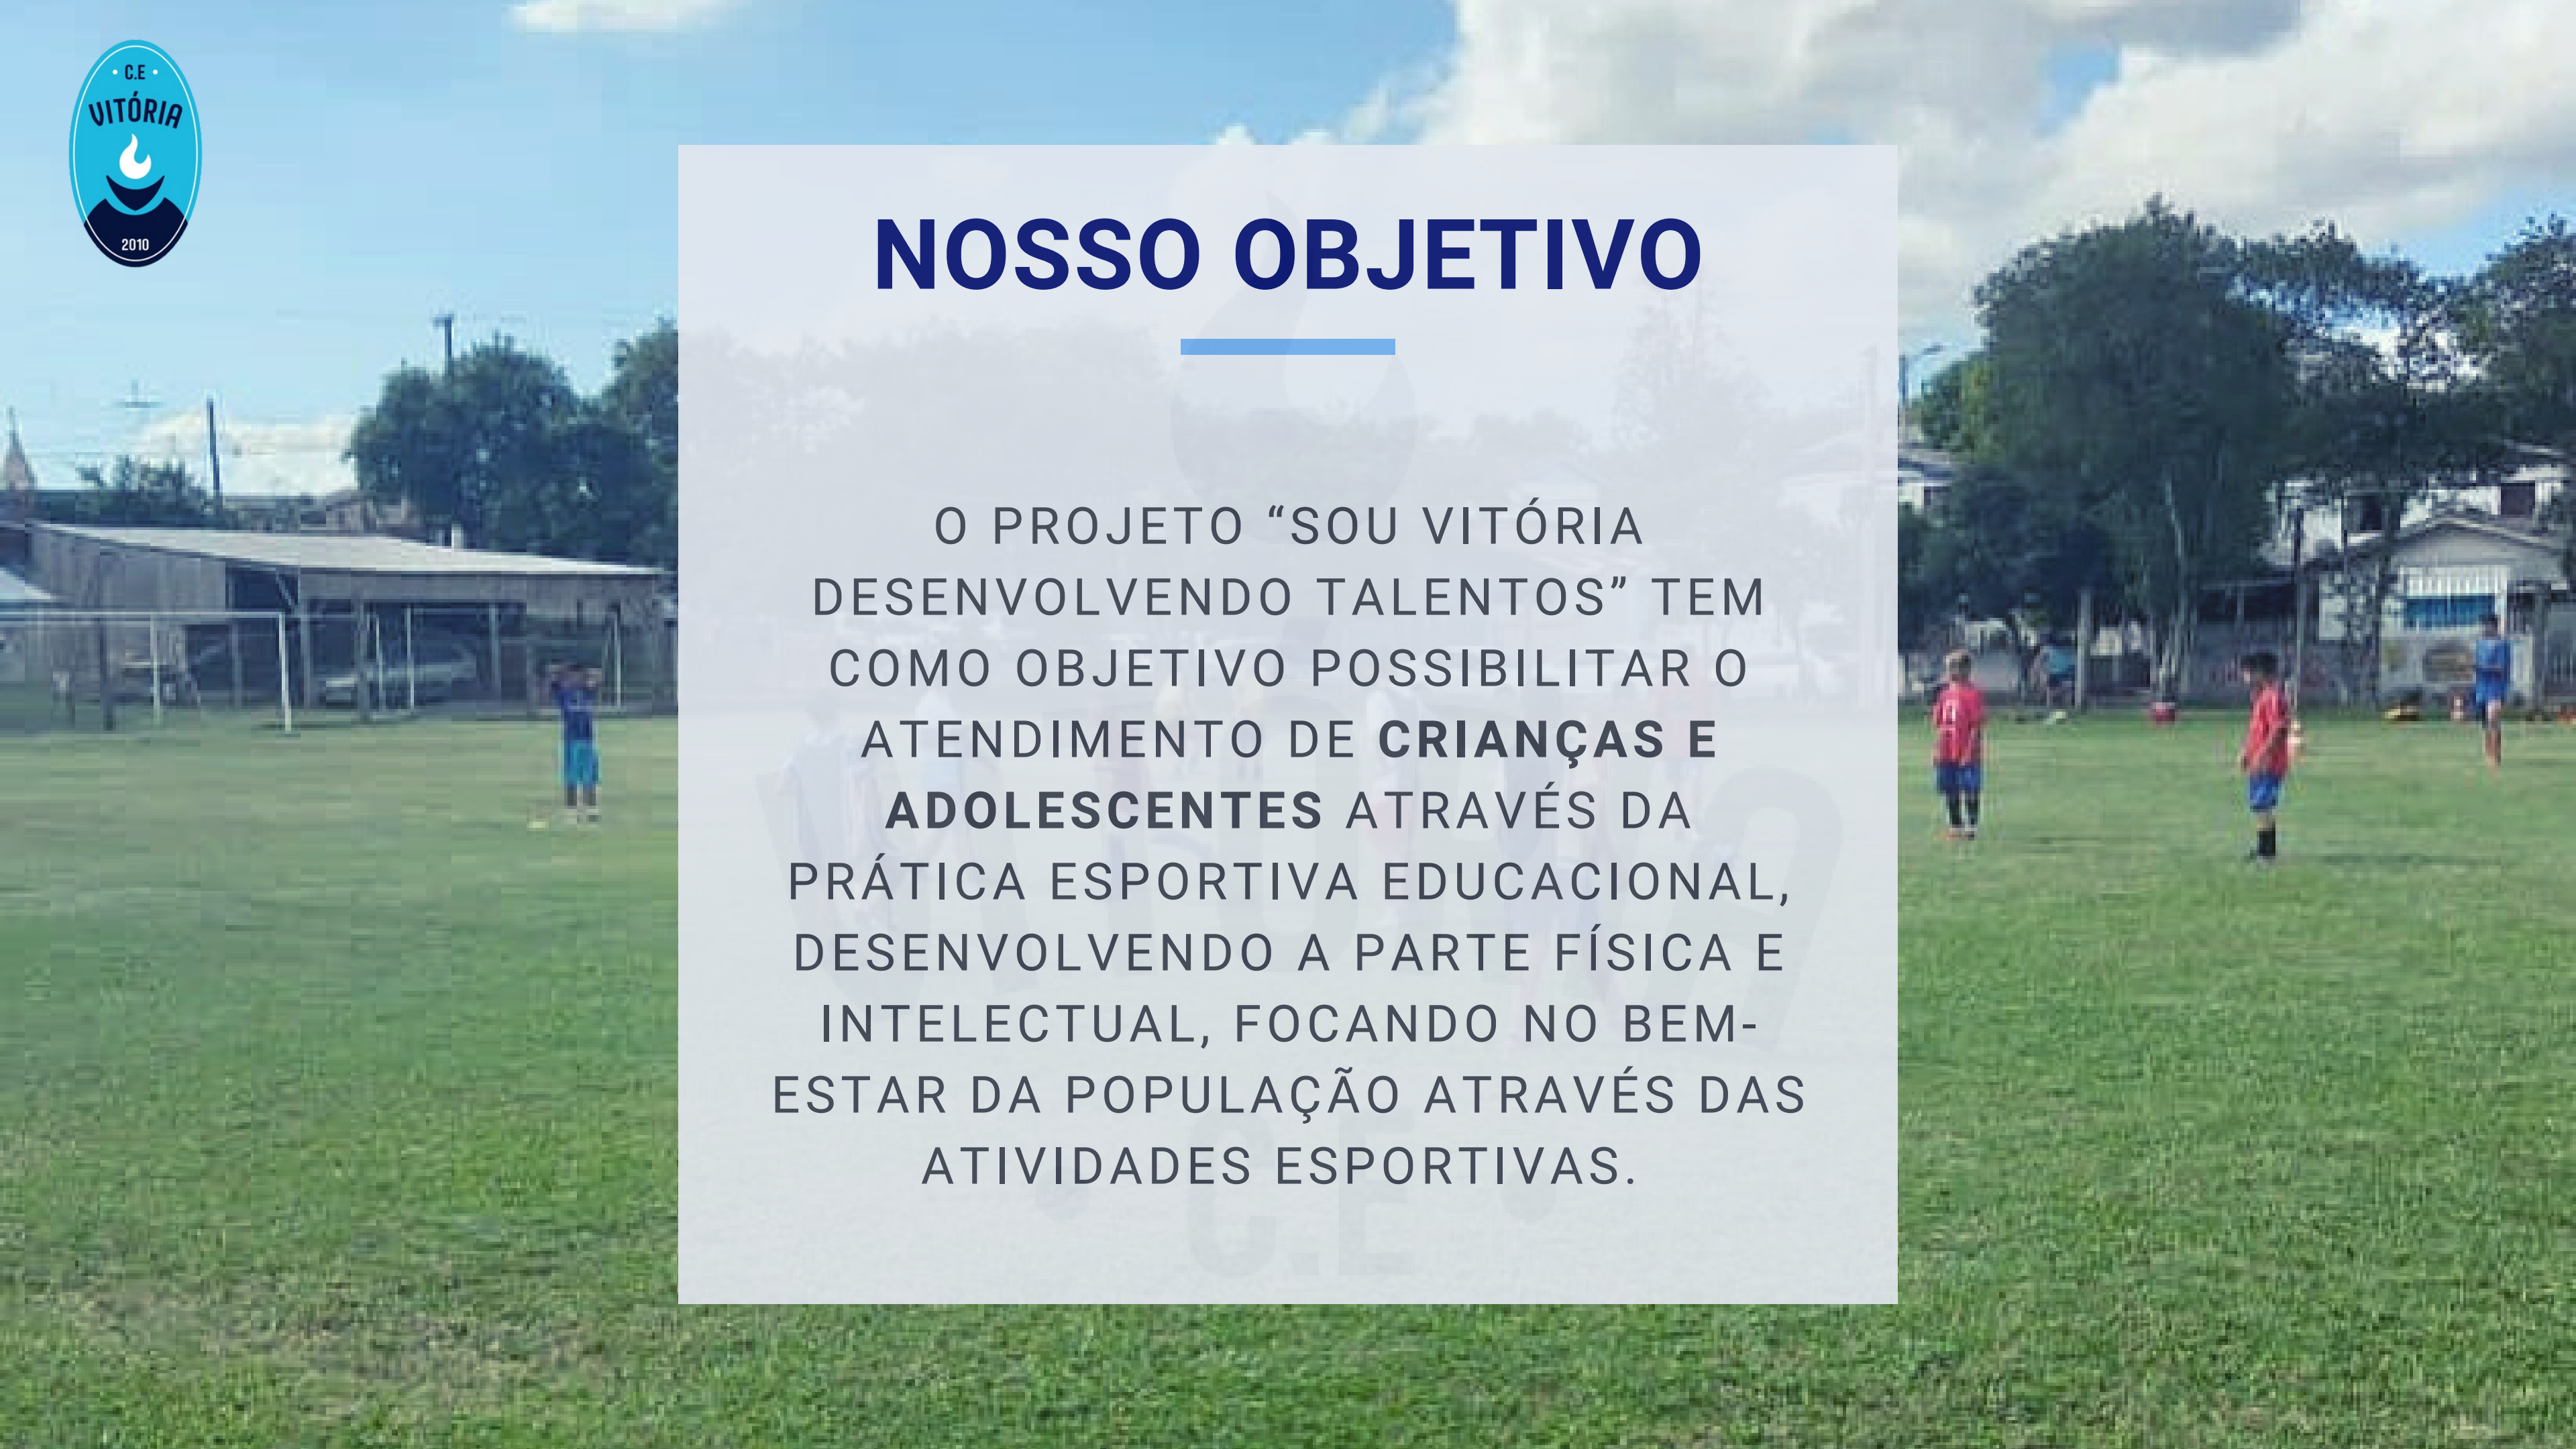 C.E
VITÓRIA
2010
NOSSO OBJETIVO
O PROJETO “SOU VITÓRIA
DESENVOLVENDO TALENTOS” TEM
COMO OBJETIVO POSSIBILITAR O
ATENDIMENTO DE CRIANÇAS E
ADOLESCENTES ATRAVÉS DA
PRÁTICA ESPORTIVA EDUCACIONAL,
DESENVOLVENDO A PARTE FÍSICA E
INTELECTUAL, FOCANDO NO BEM-
ESTAR DA POPULAÇÃO ATRAVÉS DAS
ATIVIDADES ESPORTIVAS.
VITÓRIA
C.E